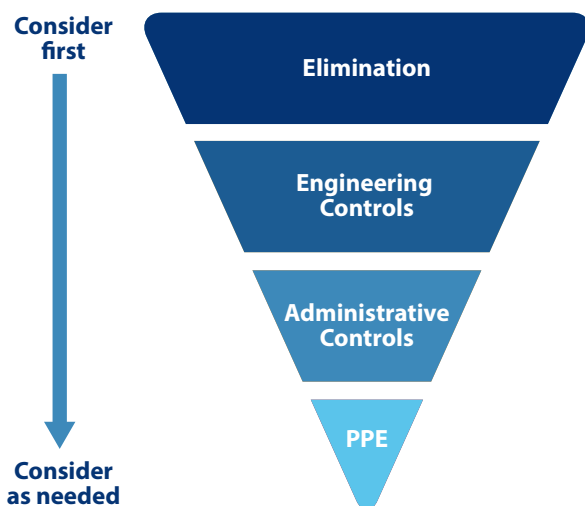 Consider
first
Elimination
Engineering
Controls
Administrative
Controls
PPE
Consider
as needed